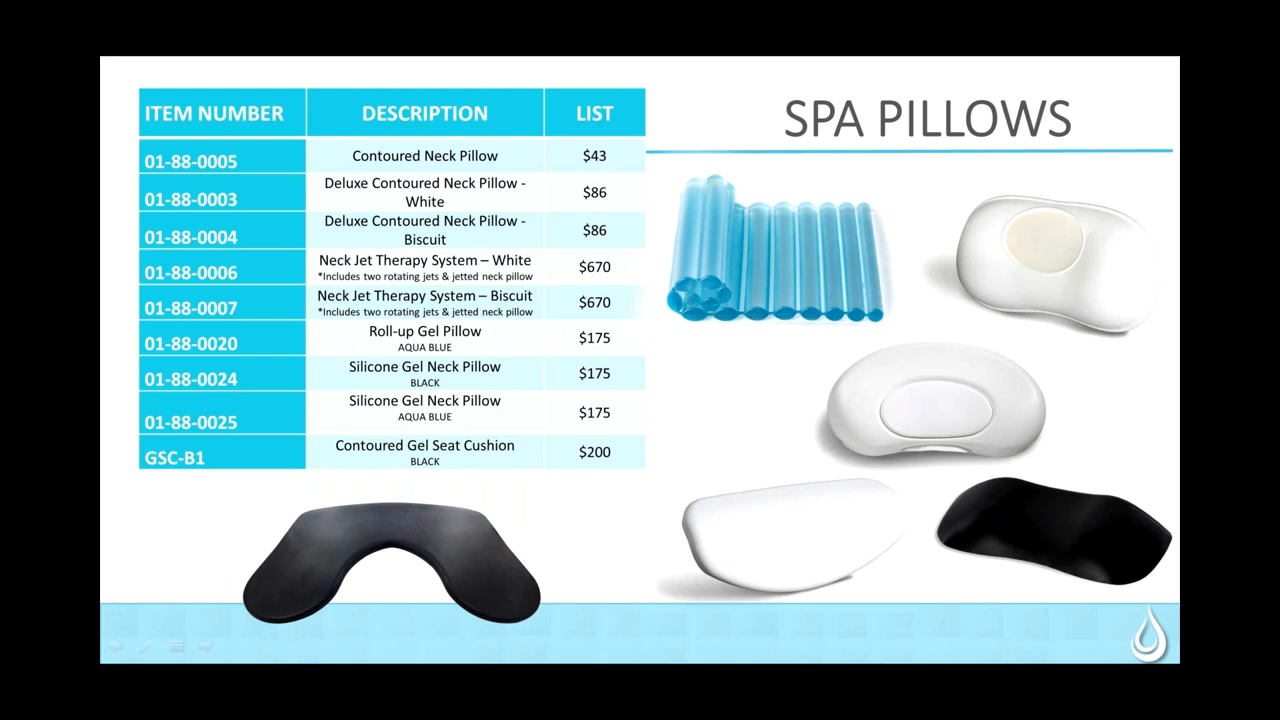 SPA PILLOWS
ITEM NUMBER DESCRIPTION LIST
01-88-0005 Contoured Neck Pillow $43
01-88-0003 Deluxe Contoured Neck Pillow - $86
White
01-88-0004 Deluxe Contoured Neck Pillow - $86
Biscuit
01-88-0006 Neck Jet Therapy System – White $670
*Includes two rotating jets & jetted neck pillow
01-88-0007 Neck Jet Therapy System – Biscuit $670
*Includes two rotating jets & jetted neck pillow
01-88-0020 Roll-up Gel Pillow $175
AQUA BLUE
01-88-0024 Silicone Gel Neck Pillow $175
BLACK
01-88-0025 Silicone Gel Neck Pillow $175
AQUA BLUE
GSC-B1 Contoured Gel Seat Cushion $200
BLACK